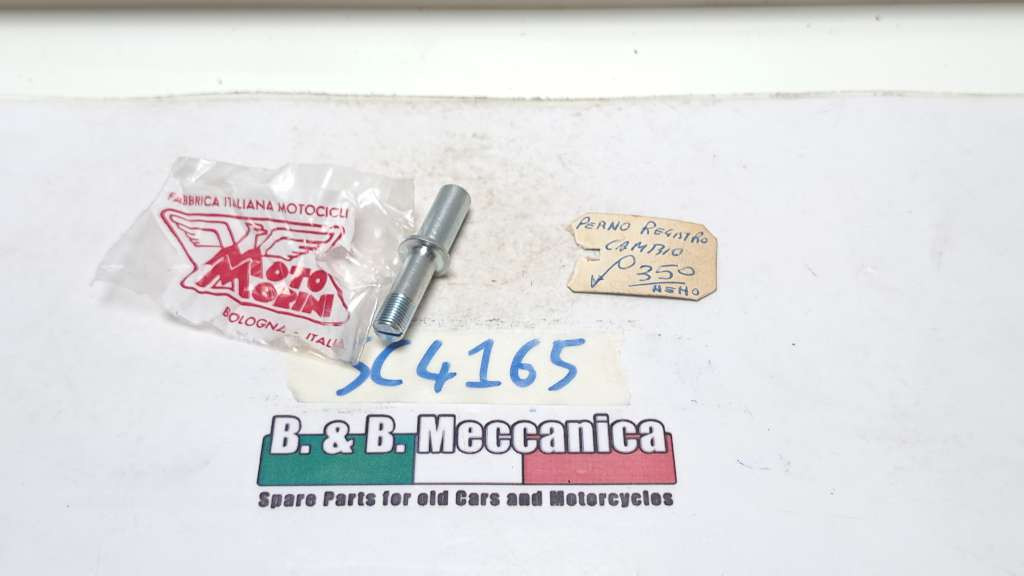 FABBRICA ITALIANA MOTOCICLI
MOTO
MORINI
BOLOGNA - ITALIA
PERNO REGISTRO
CAMBIO
350
SC4165
B. & B. Meccanica
Spare Parts for old Cars and Motorcycles